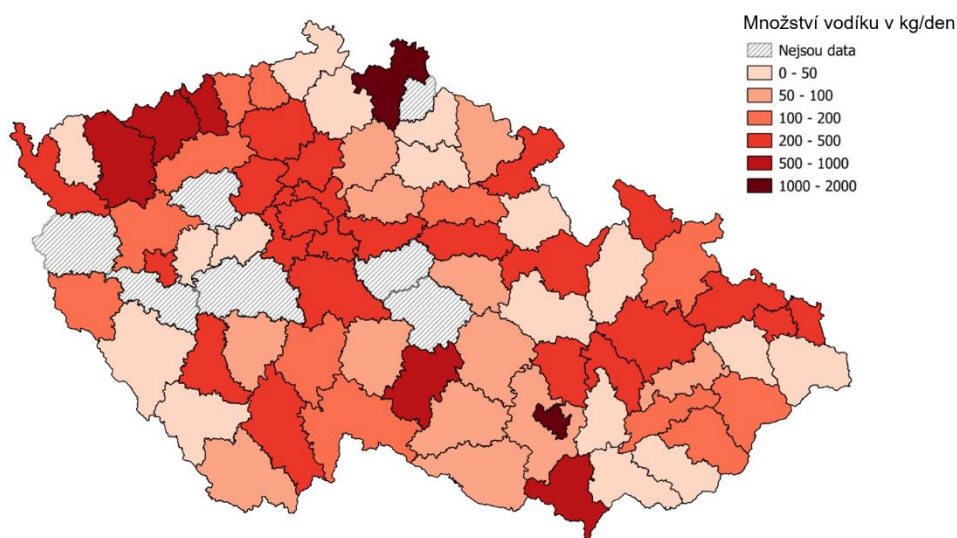 Množství vodíku v kg/den
Nejsou data
0 - 50
50 - 100
100 - 200
200 - 500
500 - 1000
1000 - 2000